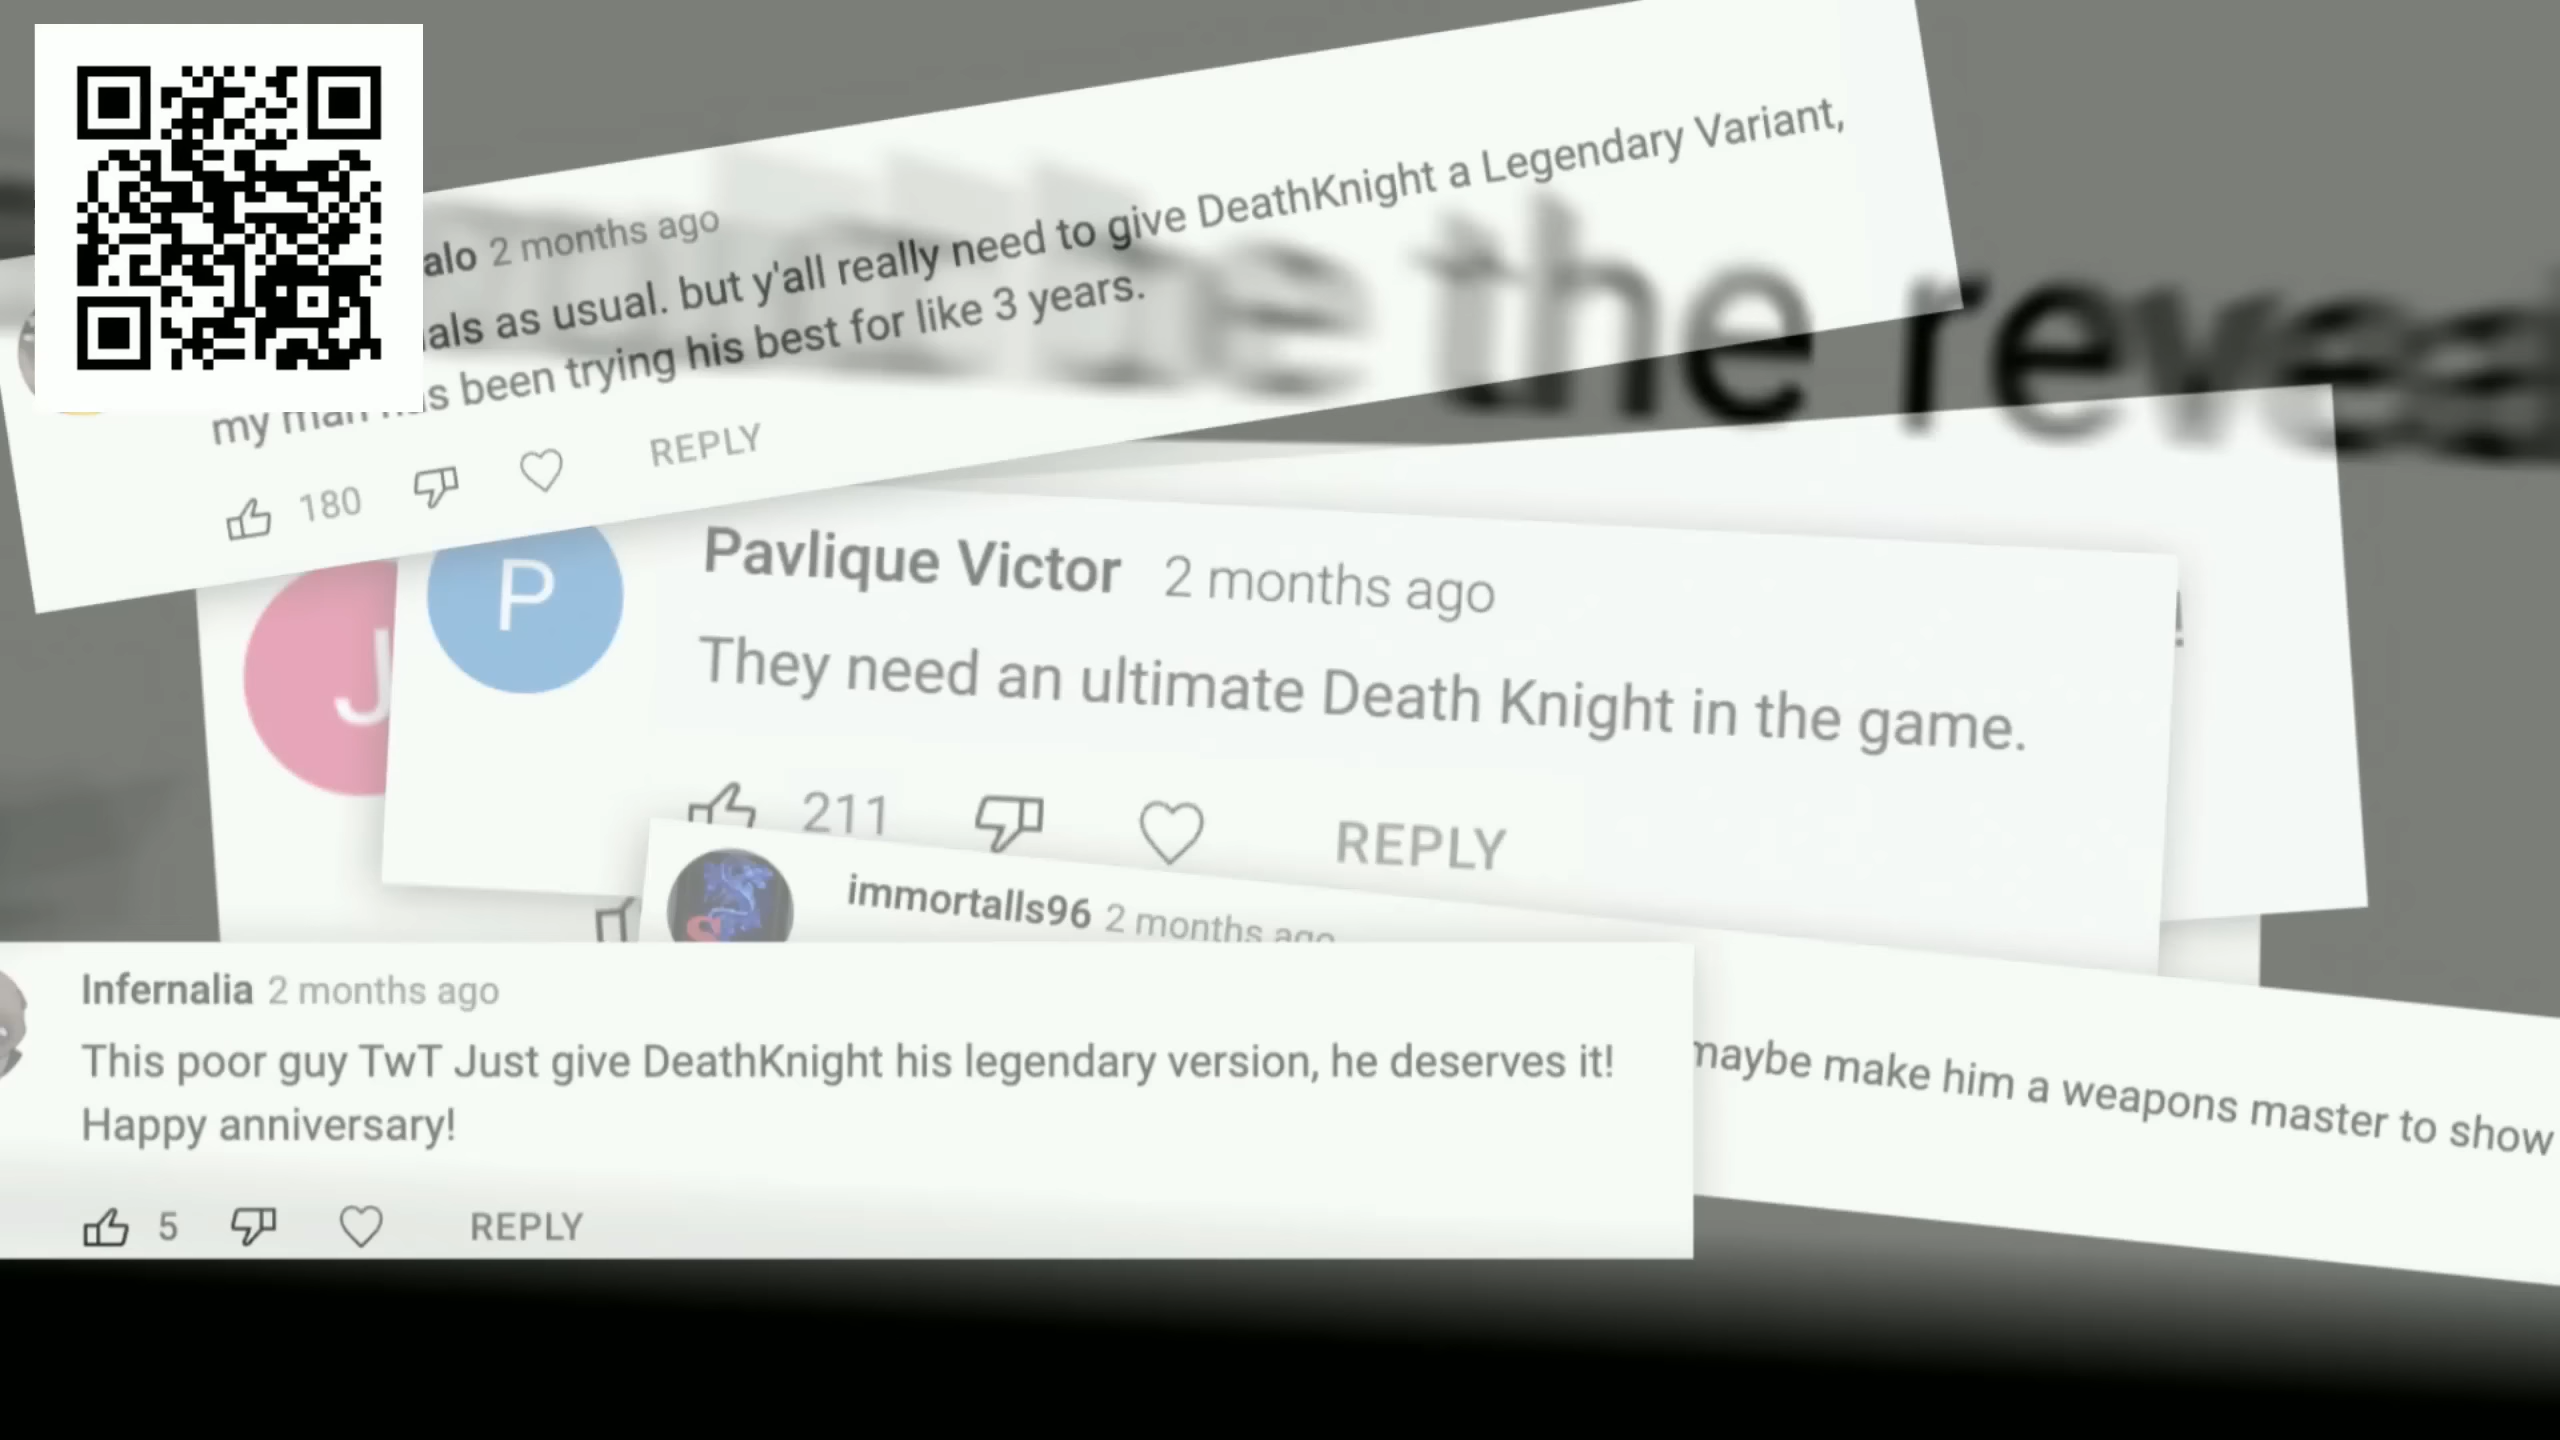 alo 2 months ago
als as usual. but y'all really need to give DeathKnight a Legendary Variant,
my man has been trying his best for like 3 years.
180 REPLY
the
P
Pavlique Victor 2 months ago
They need an ultimate Death Knight in the game.
211 REPLY
J
!
immortalls96 2 months ago
S
maybe make him a weapons master to show
Infernalia 2 months ago
This poor guy TwT Just give DeathKnight his legendary version, he deserves it!
Happy anniversary!
5 REPLY